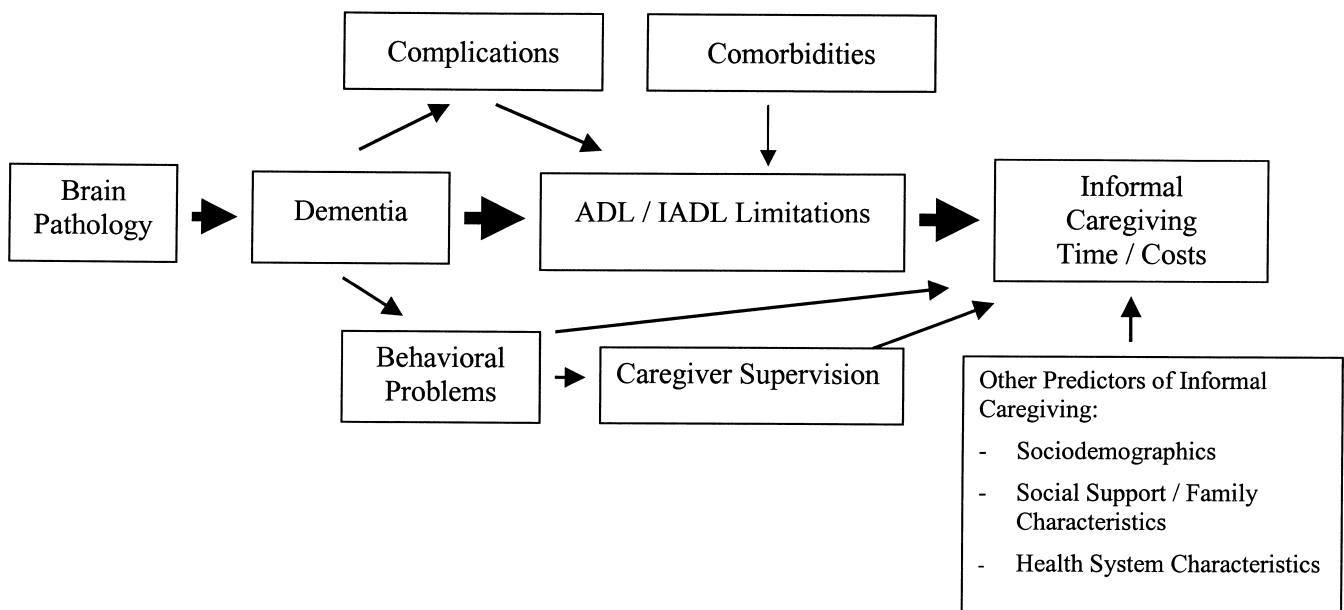 Complications
Comorbidities
Brain
Pathology
Dementia
ADL / IADL Limitations
Informal
Caregiving
Time / Costs
Behavioral
Problems
Caregiver Supervision
Other Predictors of Informal
Caregiving:
- Sociodemographics
- Social Support / Family
Characteristics
- Health System Characteristics